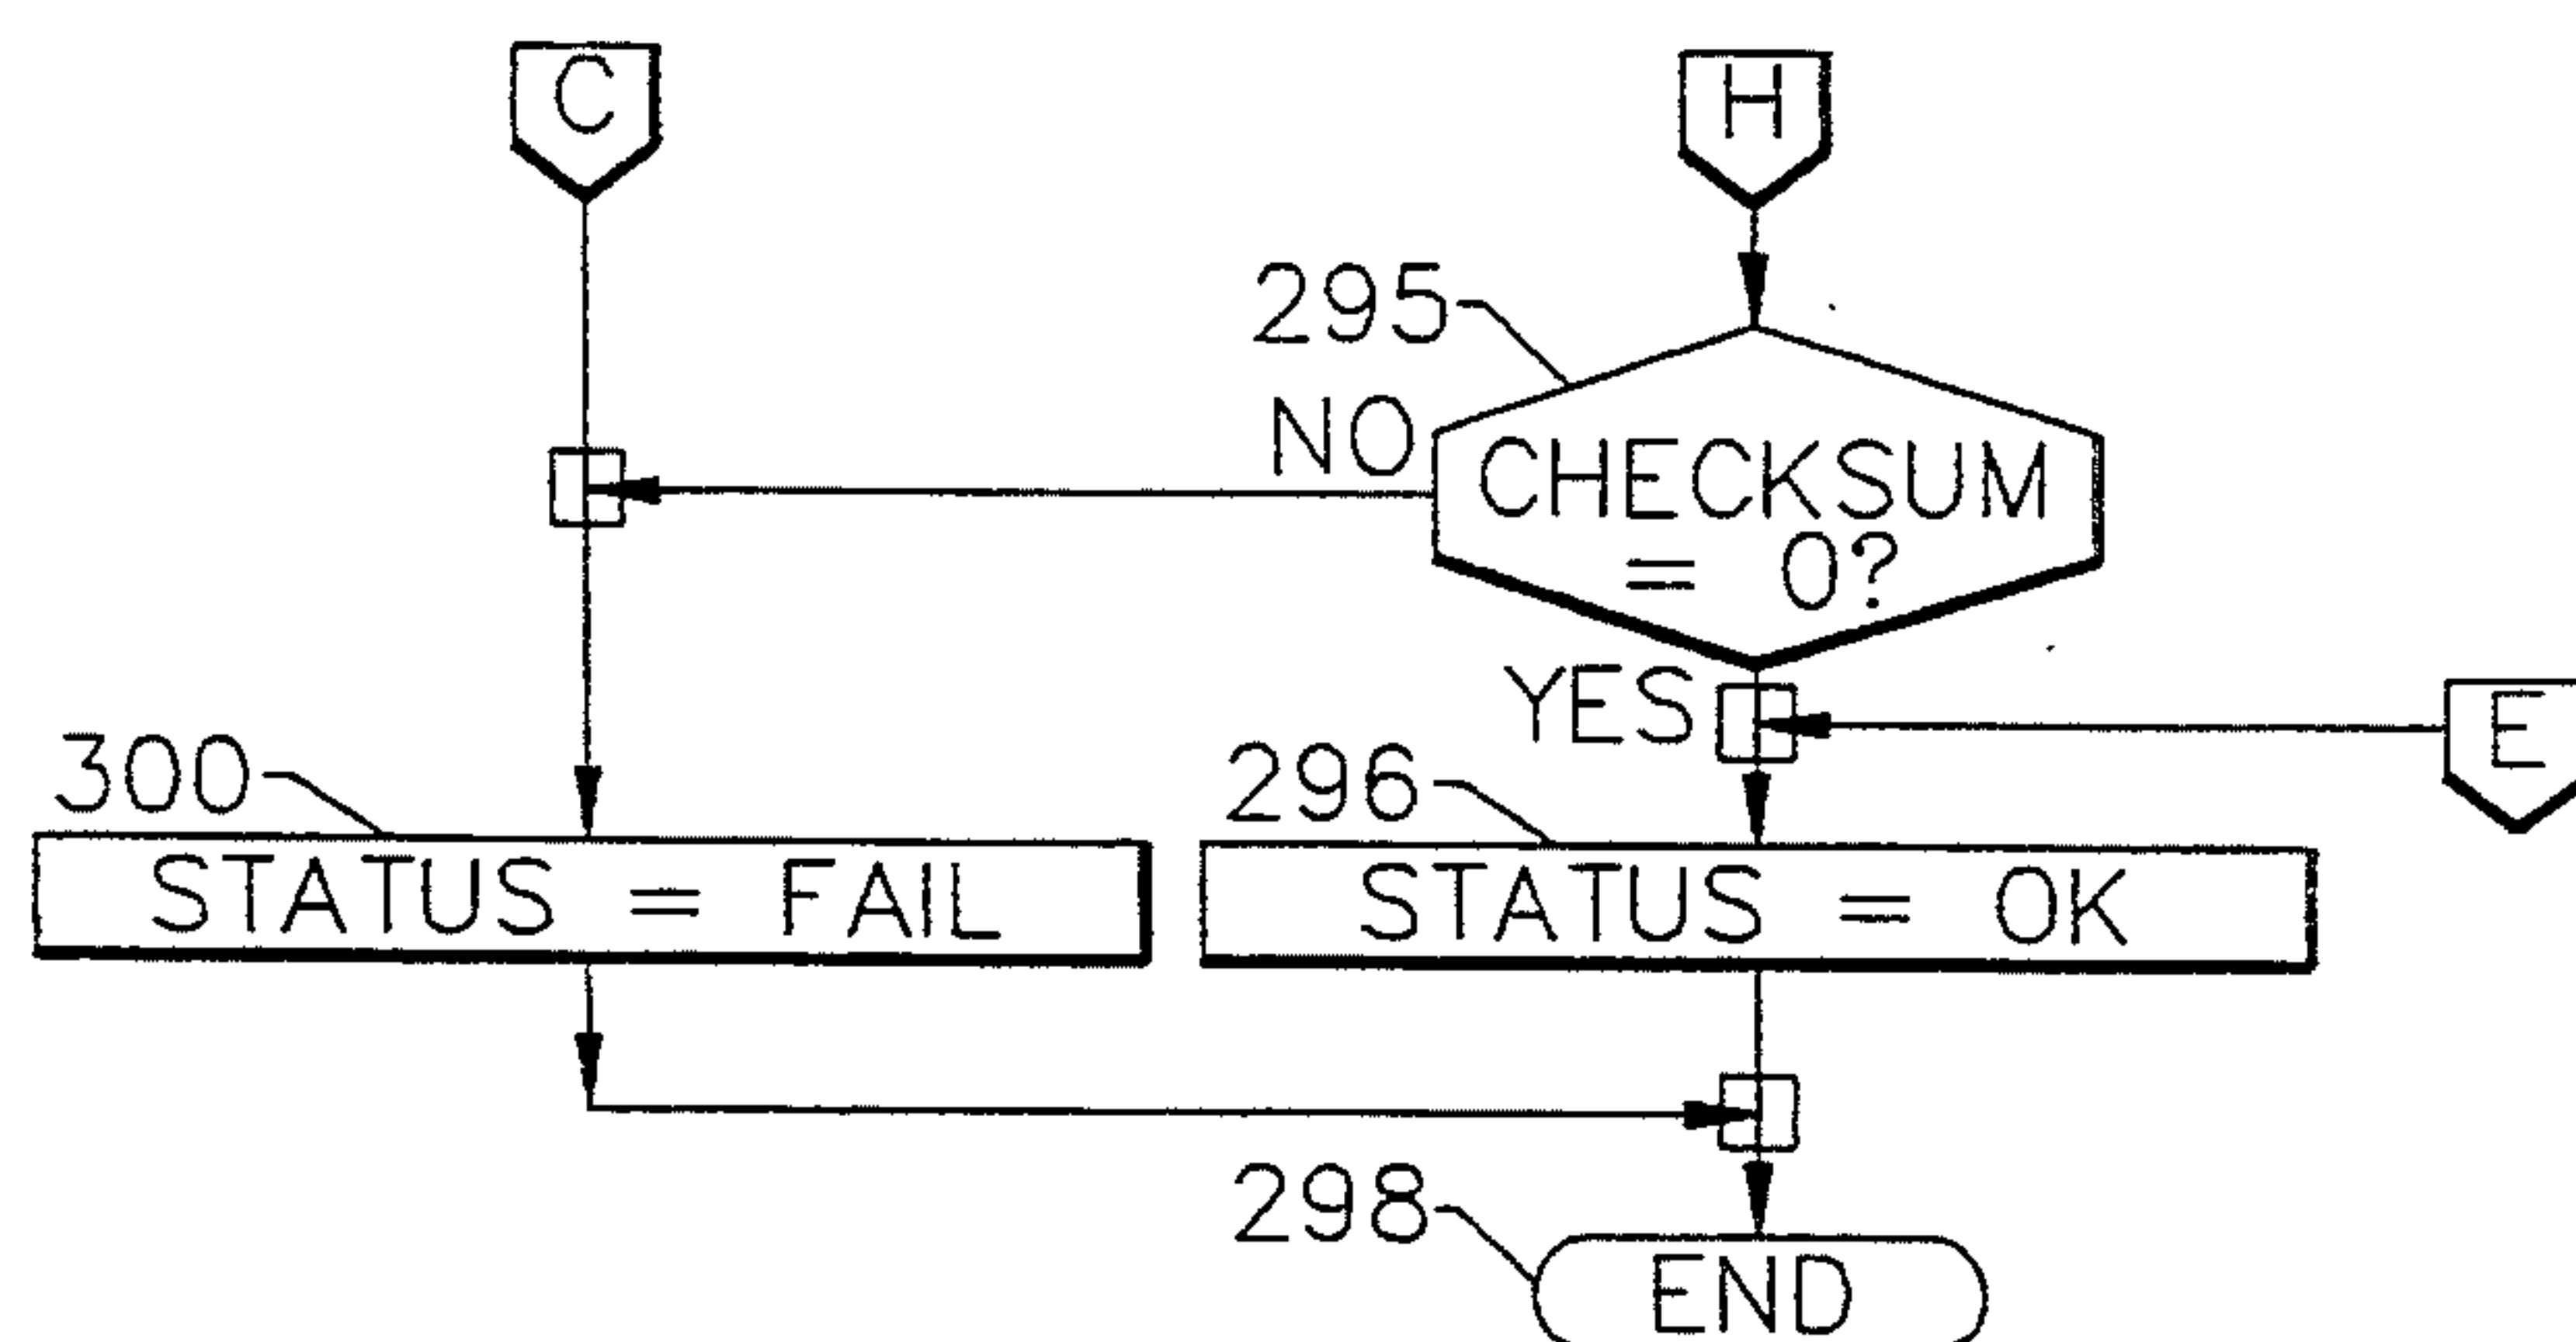 C
H
295
NO
CHECKSUM
= 0?
YES
E
300
296
STATUS = FAIL
STATUS = OK
298
END